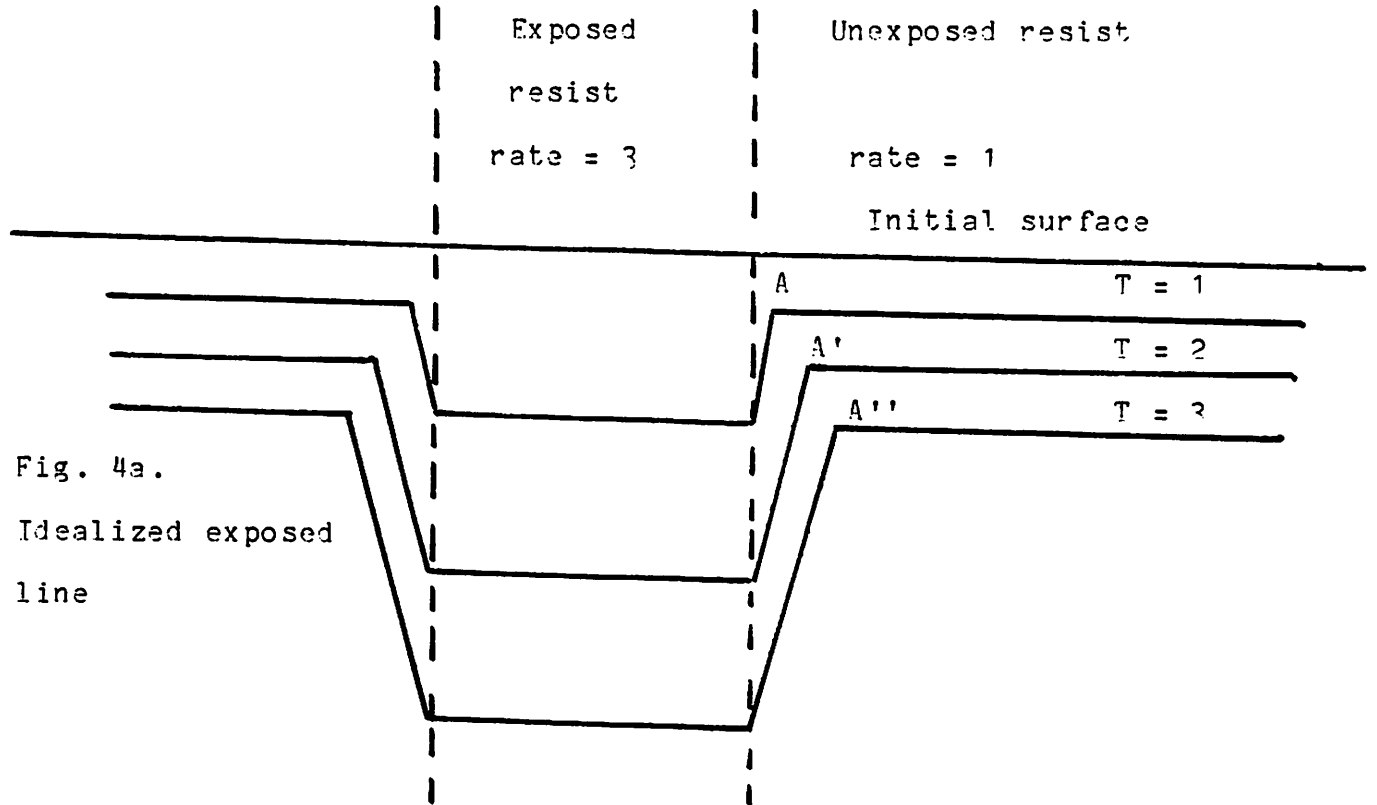 Exposed
resist
rate = 3
Unexposed resist
rate = 1
Initial surface
A T = 1
A' T = 2
A'' T = 3
Fig. 4a.
Idealized exposed
line